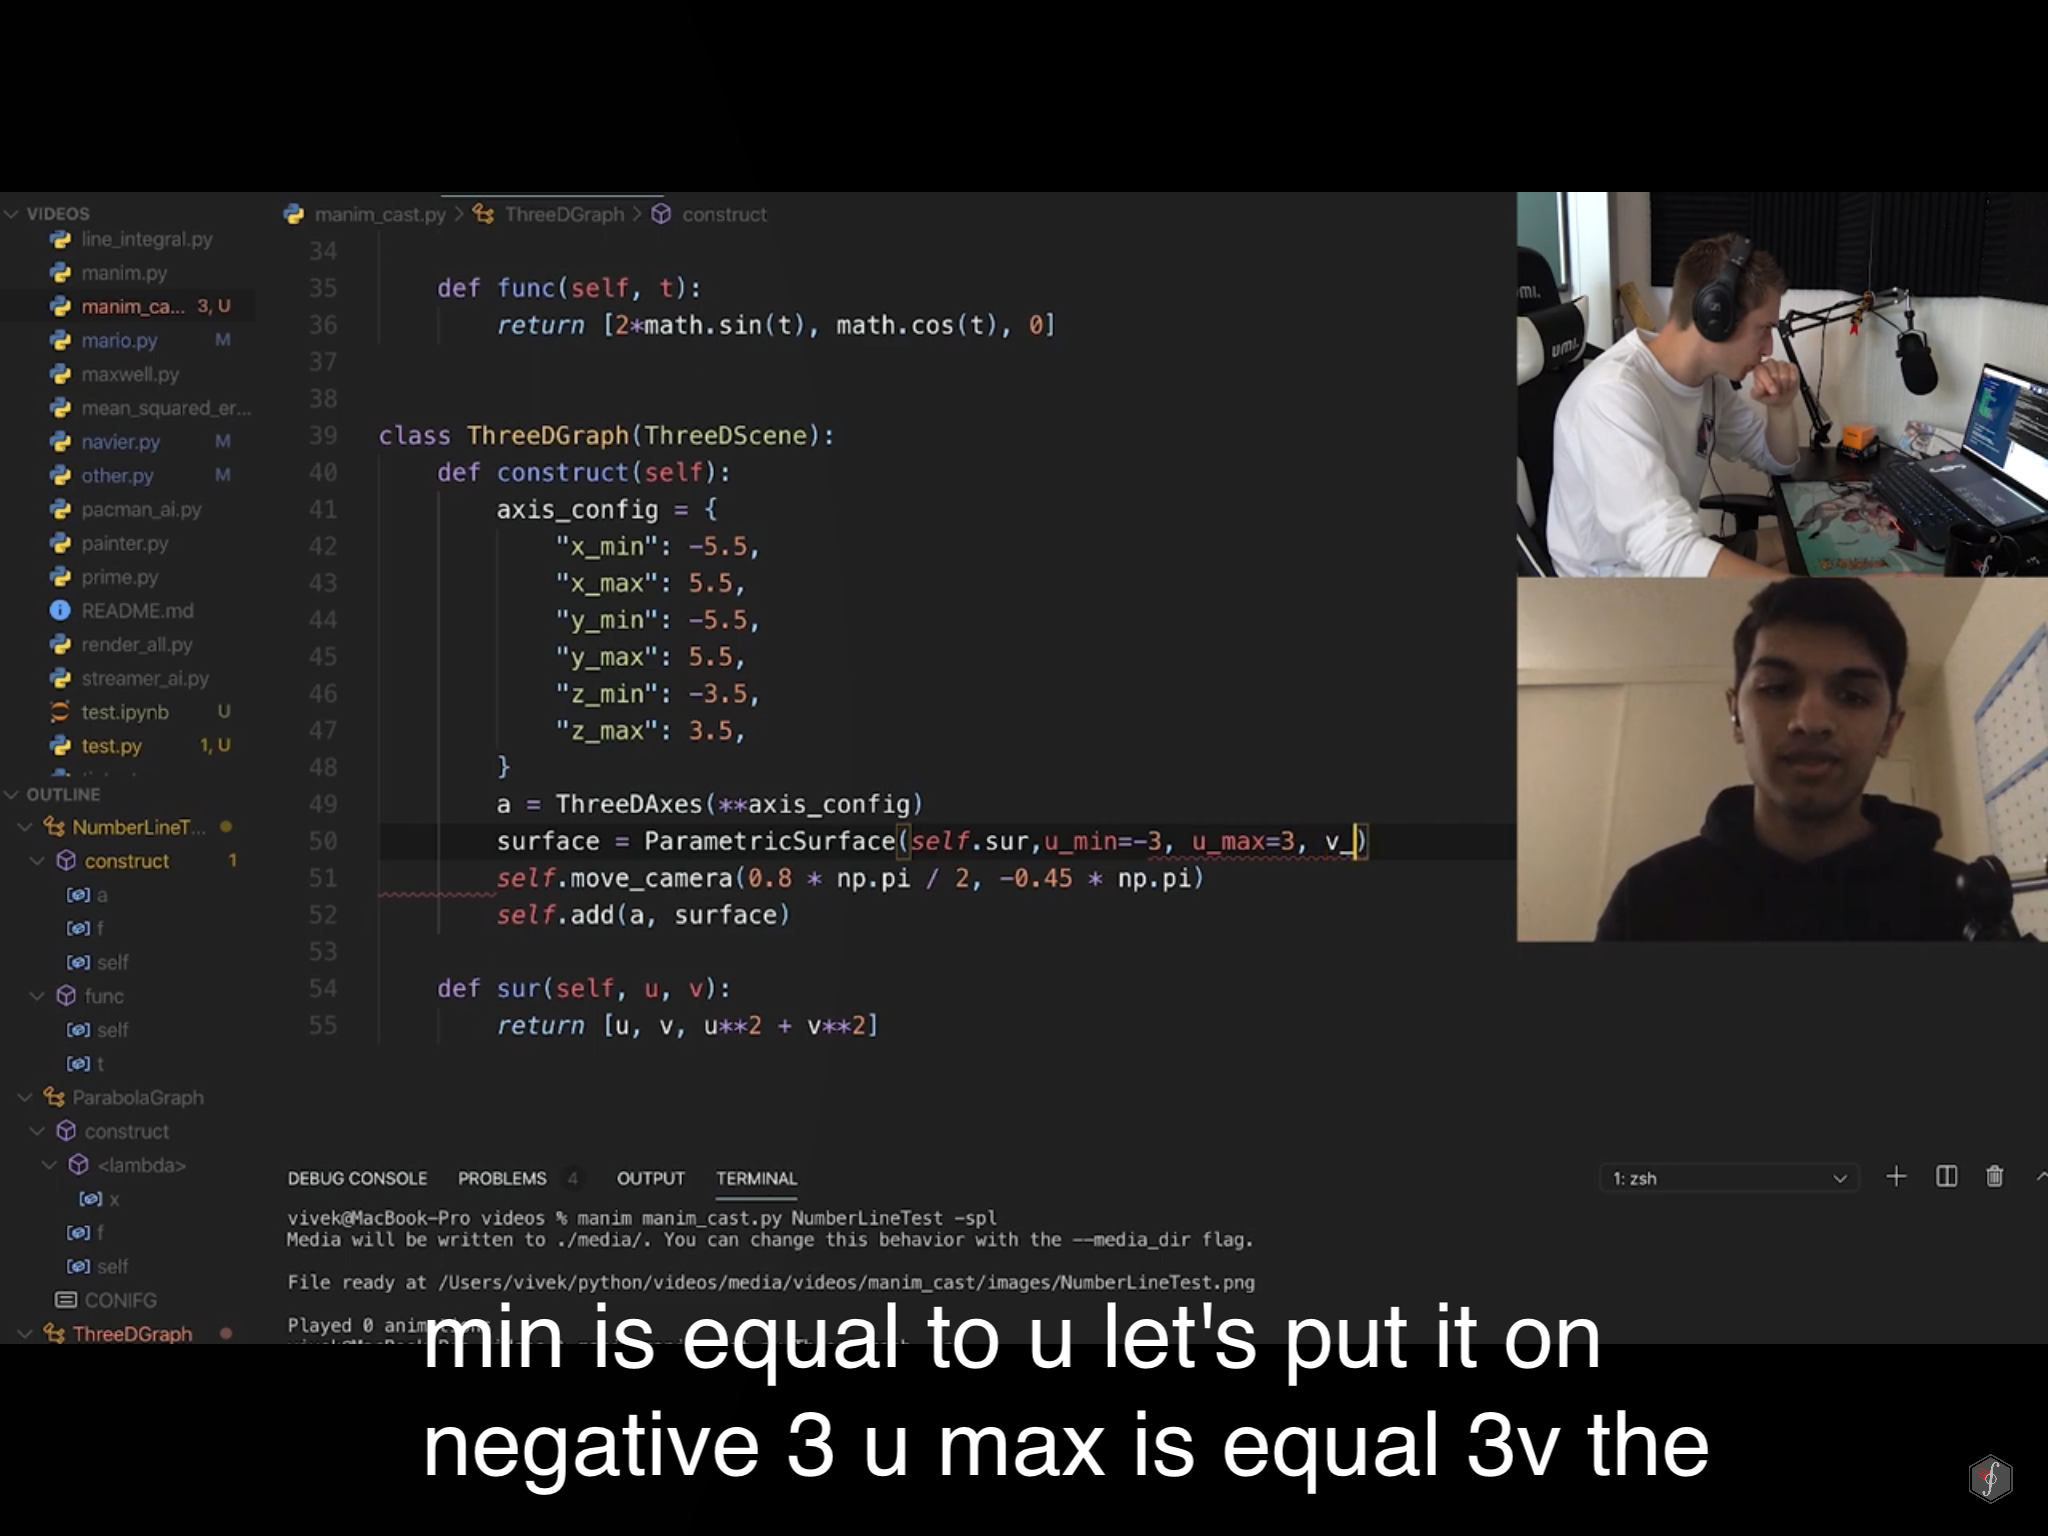 VIDEOS
line_integral.py
manim.py
manim_ca... 3, U
mario.py M
maxwell.py
mean_squared_er...
navier.py M
other.py M
pacman_ai.py
painter.py
prime.py
README.md
render_all.py
streamer_ai.py
test.ipynb U
test.py 1, U
OUTLINE
NumberLineT...
construct 1
a
f
self
func
self
t
ParabolaGraph
construct
<lambda>
x
f
self
CONIFG
ThreeDGraph
manim_cast.py > ThreeDGraph > construct
34
35 def func(self, t):
36 return [2*math.sin(t), math.cos(t), 0]
37
38
39 class ThreeDGraph(ThreeDScene):
40 def construct(self):
41 axis_config = {
42 "x_min": -5.5,
43 "x_max": 5.5,
44 "y_min": -5.5,
45 "y_max": 5.5,
46 "z_min": -3.5,
47 "z_max": 3.5,
48 }
49 a = ThreeDAxes(**axis_config)
50 surface = ParametricSurface(self.sur,u_min=-3, u_max=3, v_)
51 self.move_camera(0.8 * np.pi / 2, -0.45 * np.pi)
52 self.add(a, surface)
53
54 def sur(self, u, v):
55 return [u, v, u**2 + v**2]
DEBUG CONSOLE PROBLEMS 4 OUTPUT TERMINAL 1: zsh
vivek@MacBook-Pro videos % manim manim_cast.py NumberLineTest -spl
Media will be written to ./media/. You can change this behavior with the --media_dir flag.
File ready at /Users/vivek/python/videos/media/videos/manim_cast/images/NumberLineTest.png
Played 0
min is equal to u let's put it on
negative 3 u max is equal 3v the